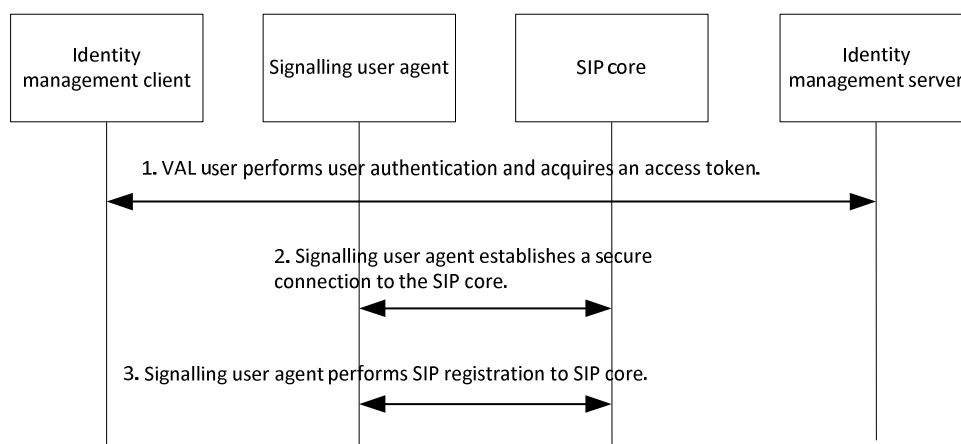 Identity
management client
Signalling user agent
SIP core
Identity
management server
1. VAL user performs user authentication and acquires an access token.
2. Signalling user agent establishes a secure
connection to the SIP core.
3. Signalling user agent performs SIP registration to SIP core.